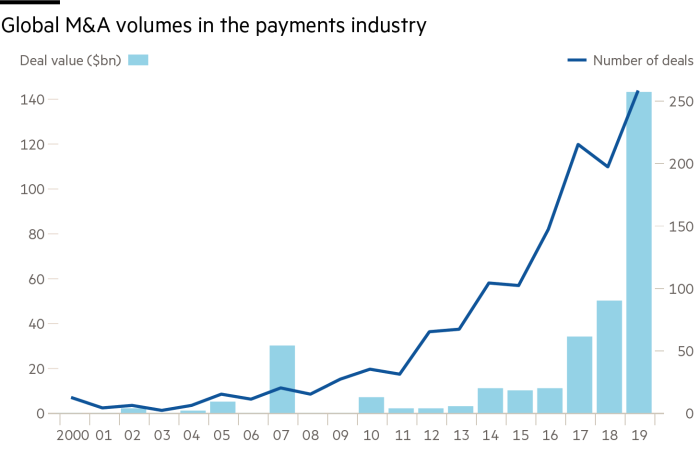 Global M&A volumes in the payments industry
Deal value ($bn) Number of deals
140 250
120 200
100
80 150
60 100
40 50
20
0 0
2000 01 02 03 04 05 06 07 08 09 10 11 12 13 14 15 16 17 18 19